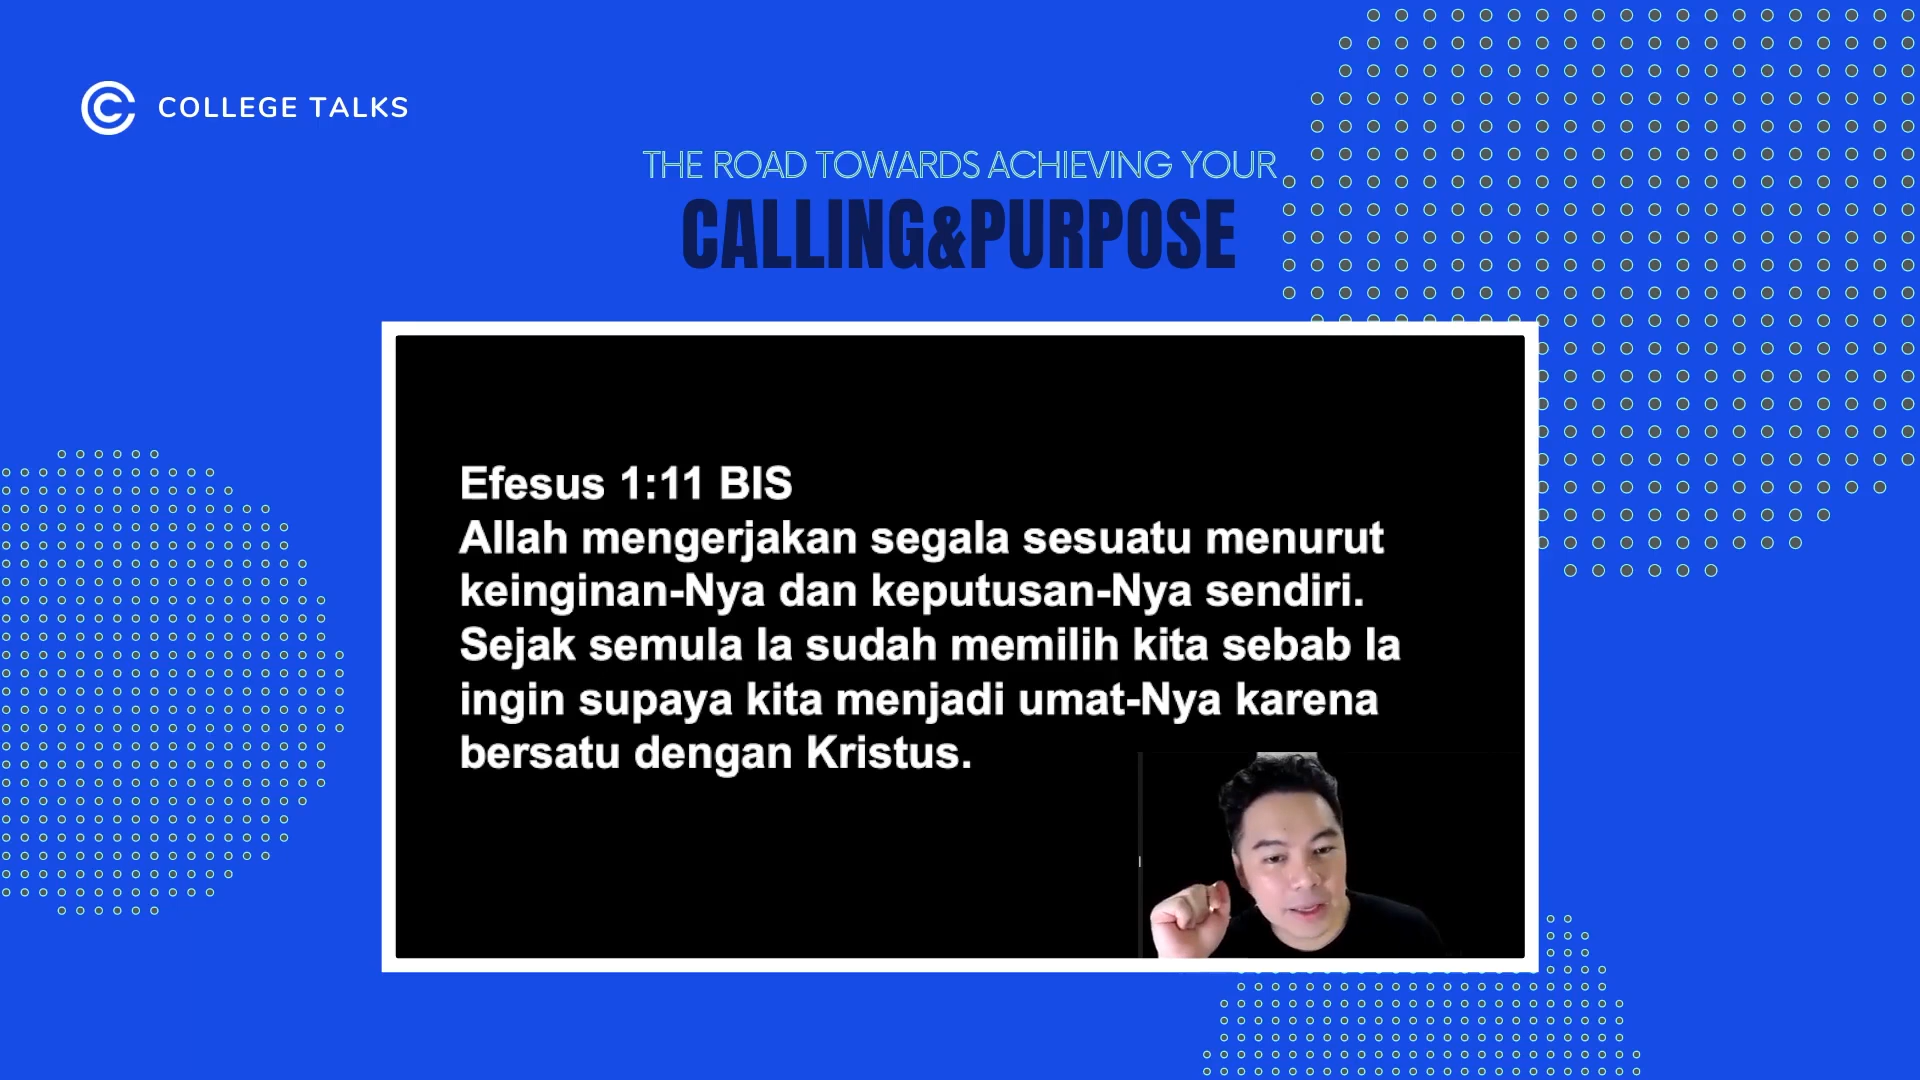 COLLEGE TALKS
THE ROAD TOWARDS ACHIEVING YOUR
CALLING&PURPOSE
Efesus 1:11 BIS
Allah mengerjakan segala sesuatu menurut
keinginan-Nya dan keputusan-Nya sendiri.
Sejak semula Ia sudah memilih kita sebab Ia
ingin supaya kita menjadi umat-Nya karena
bersatu dengan Kristus.